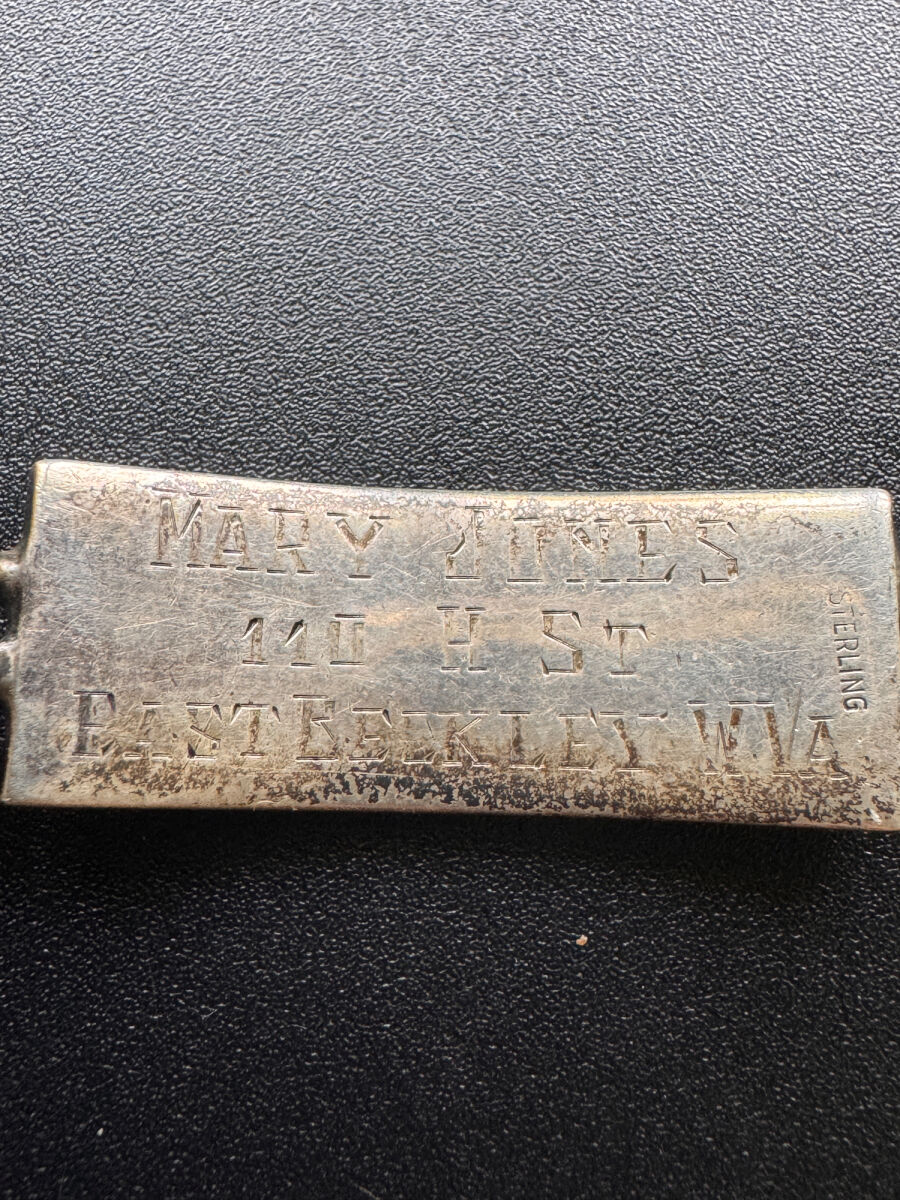 MARY JONES
110 H ST
EAST BECKLEY W VA
STERLING